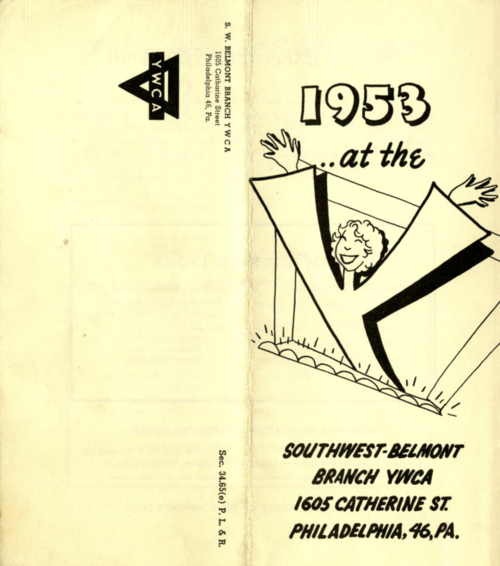 YWCA
S. W. BELMONT BRANCH Y W C A
1605 Catharine Street
Philadelphia 46, Pa.
Sec. 34.65(e) P. L. & R.
1953
..at the
Y
SOUTHWEST-BELMONT
BRANCH YWCA
1605 CATHERINE ST.
PHILADELPHIA, 46, PA.